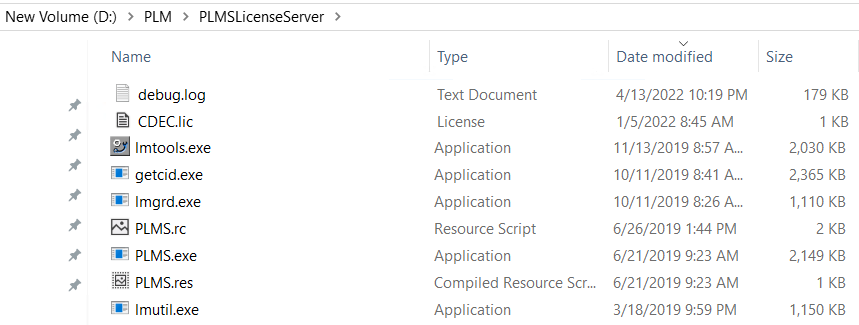 New Volume (D:) > PLM > PLMSLicenseServer >
Name Type Date modified Size
debug.log Text Document 4/13/2022 10:19 PM 179 KB
CDEC.lic License 1/5/2022 8:45 AM 1 KB
lmtools.exe Application 11/13/2019 8:57 A... 2,030 KB
getcid.exe Application 10/11/2019 8:41 A... 2,365 KB
lmgrd.exe Application 10/11/2019 8:26 A... 1,110 KB
PLMS.rc Resource Script 6/26/2019 1:44 PM 2 KB
PLMS.exe Application 6/21/2019 9:23 AM 2,149 KB
PLMS.res Compiled Resource Scr... 6/21/2019 9:23 AM 1 KB
lmutil.exe Application 3/18/2019 9:59 PM 1,150 KB